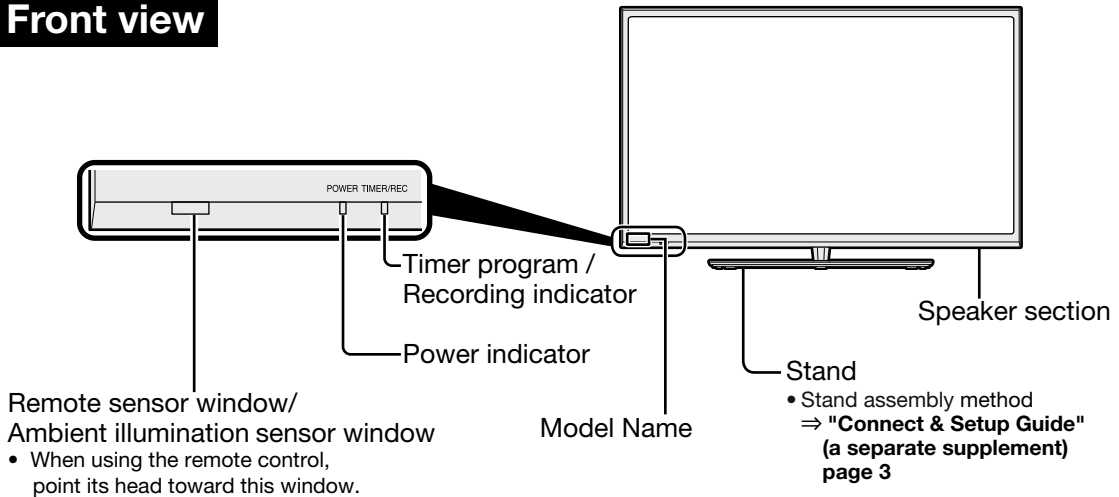 Front view
POWER TIMER/REC
Timer program /
Recording indicator
Power indicator
Remote sensor window/
Ambient illumination sensor window
• When using the remote control,
point its head toward this window.
Model Name
Speaker section
Stand
• Stand assembly method
⇒ "Connect & Setup Guide"
(a separate supplement)
page 3